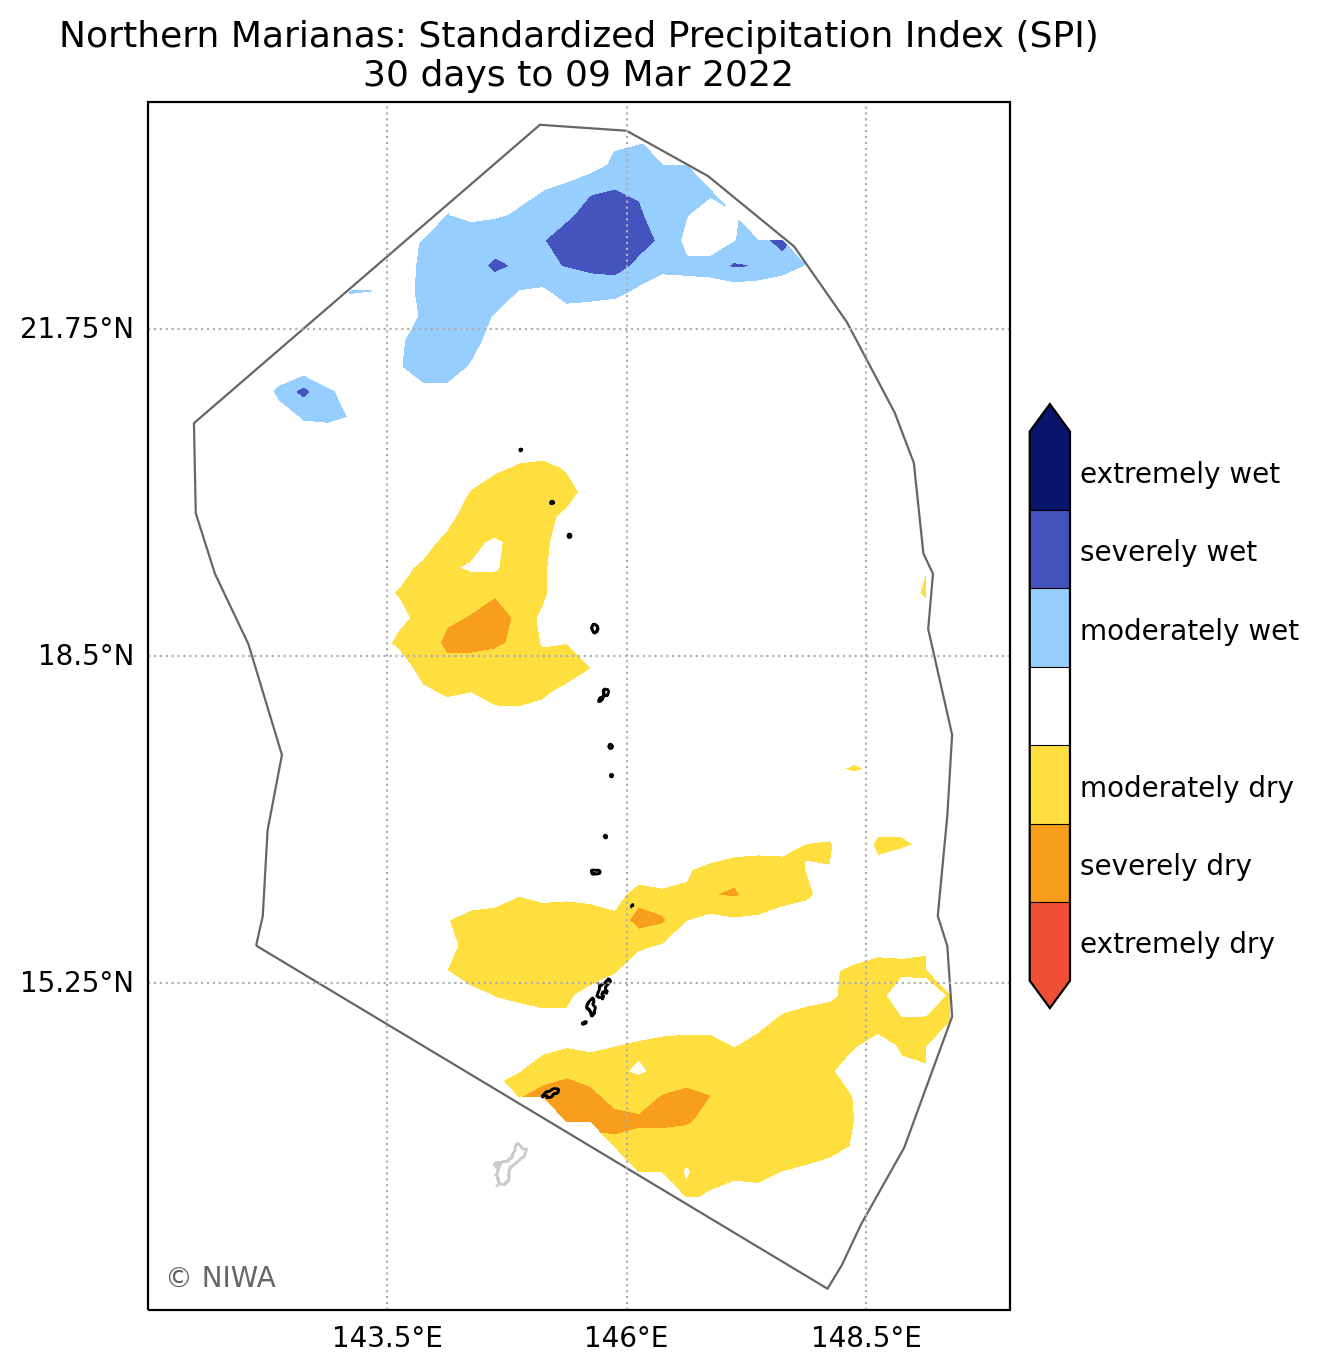 Northern Marianas: Standardized Precipitation Index (SPI)
30 days to 09 Mar 2022
21.75°N
18.5°N
15.25°N
143.5°E
146°E
148.5°E
© NIWA
extremely wet
severely wet
moderately wet
moderately dry
severely dry
extremely dry